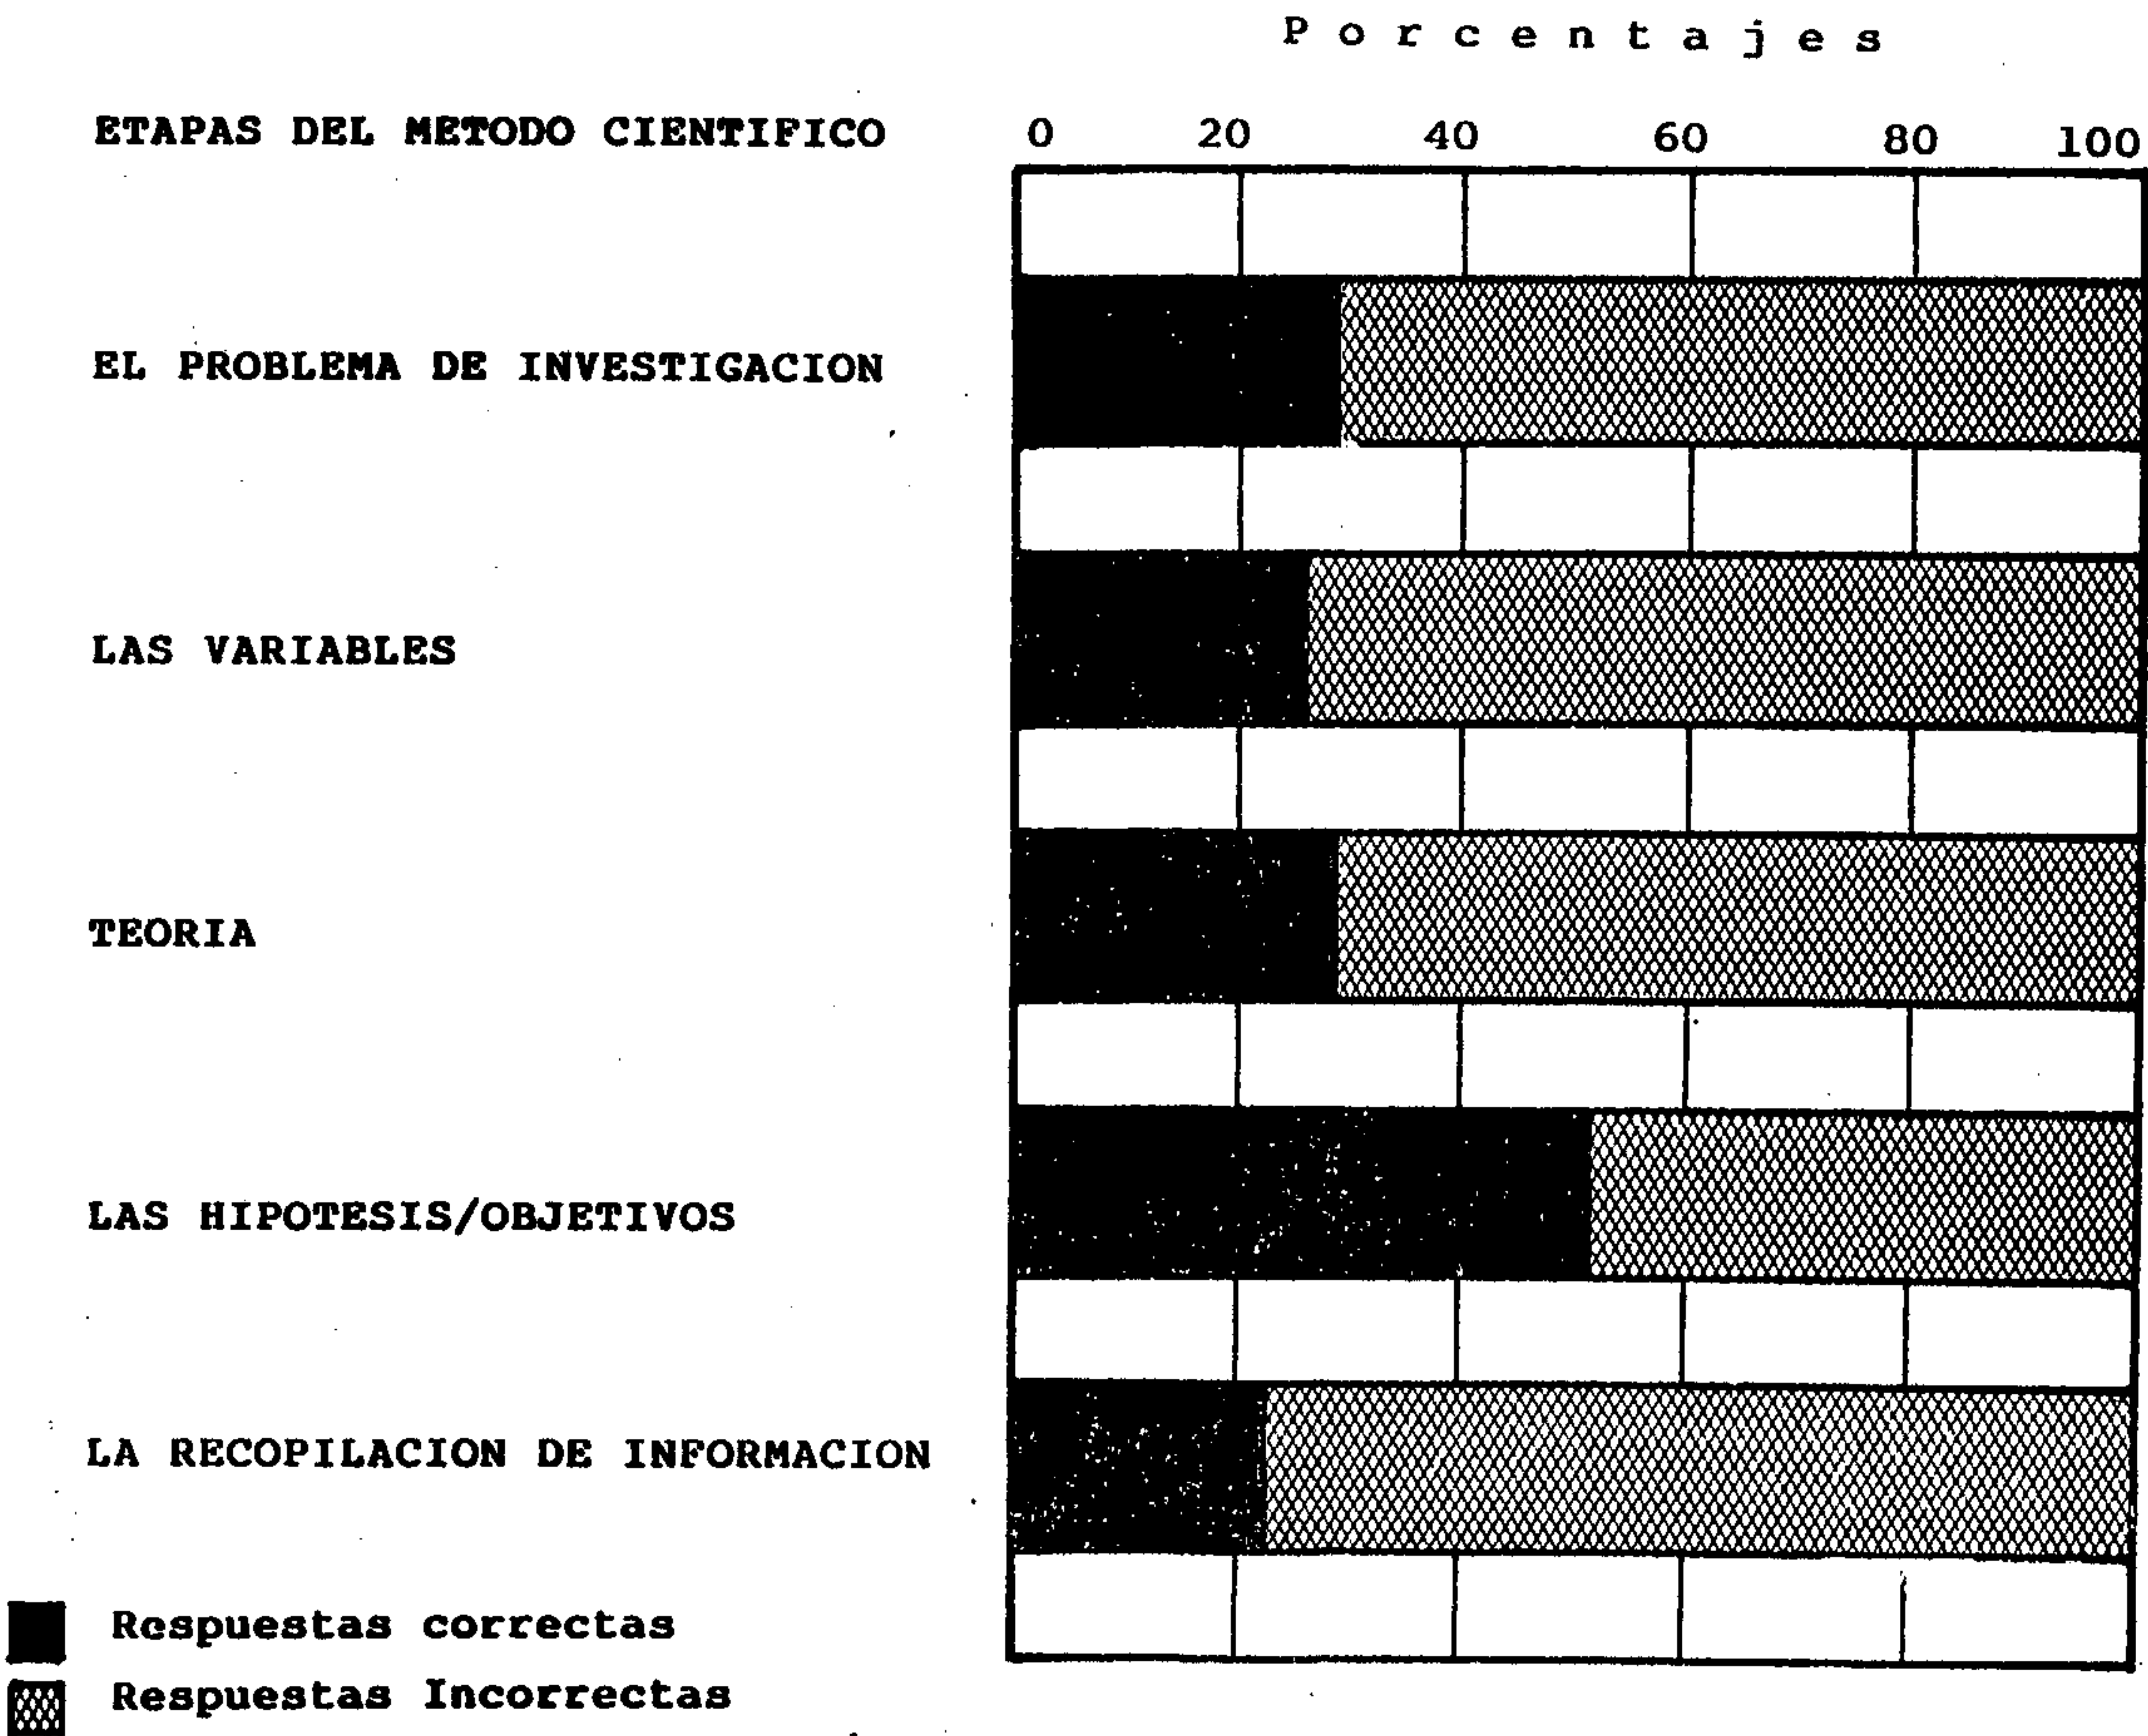 Porcentajes
ETAPAS DEL METODO CIENTIFICO 0 20 40 60 80 100
EL PROBLEMA DE INVESTIGACION
LAS VARIABLES
TEORIA
LAS HIPOTESIS/OBJETIVOS
LA RECOPILACION DE INFORMACION
Respuestas correctas
Respuestas Incorrectas